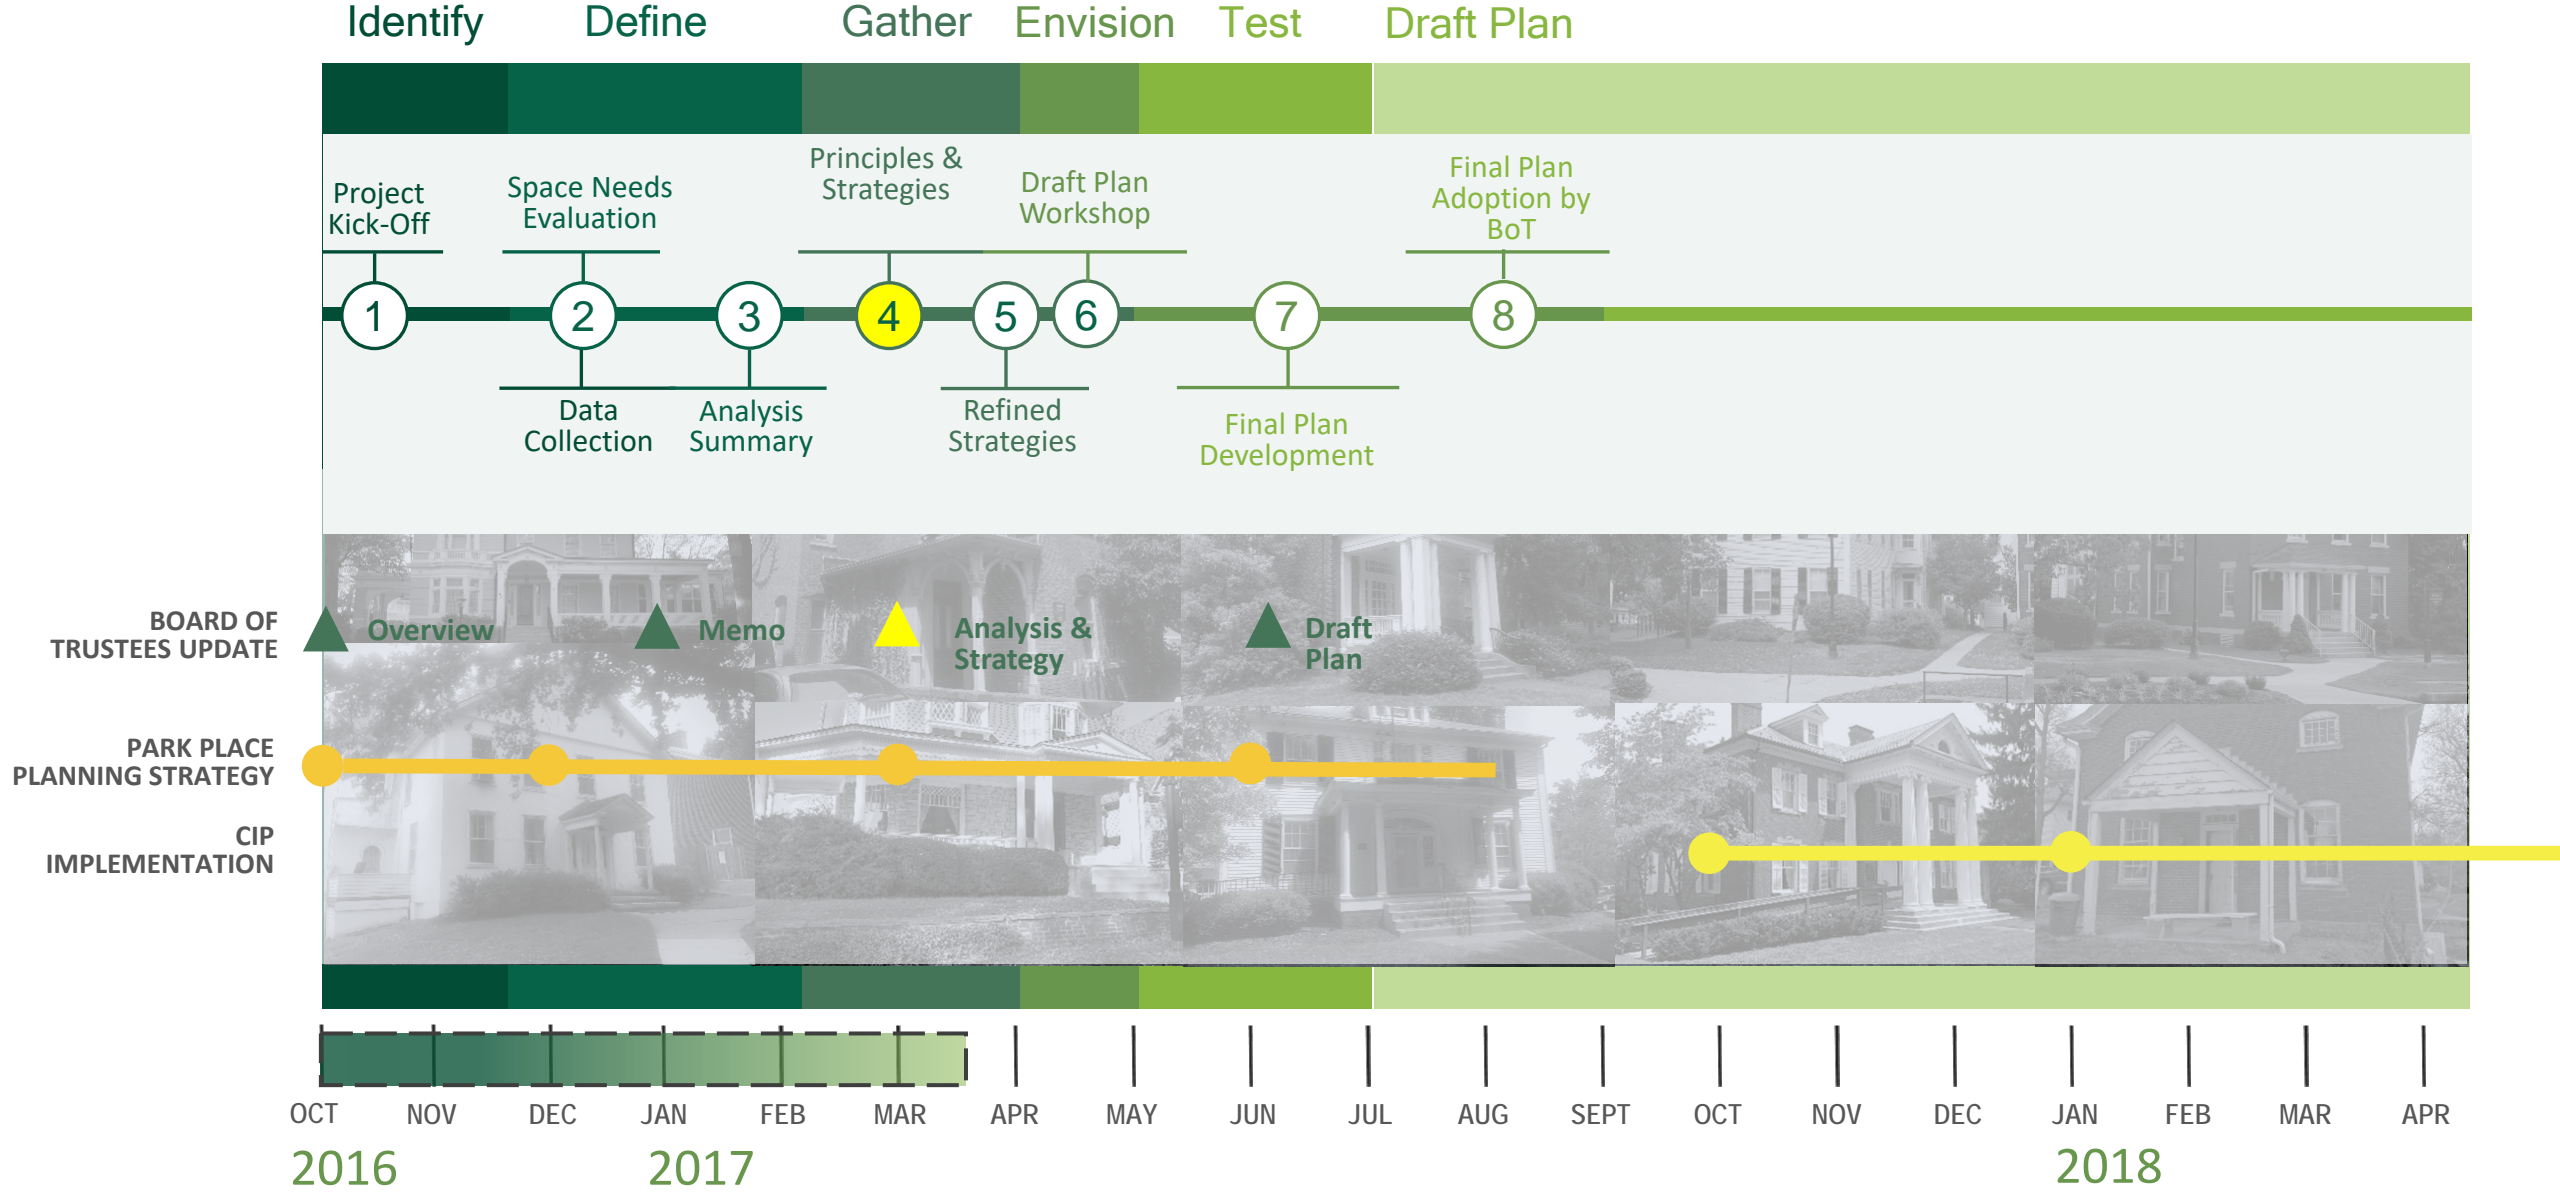 Identify
Define
Gather
Envision
Test
Draft Plan
Project
Kick-Off
Space Needs
Evaluation
Principles &
Strategies
Draft Plan
Workshop
Final Plan
Adoption by
BoT
1
2
3
4
5
6
7
8
Data
Collection
Analysis
Summary
Refined
Strategies
Final Plan
Development
BOARD OF
TRUSTEES UPDATE
Overview
Memo
Analysis &
Strategy
Draft
Plan
PARK PLACE
PLANNING STRATEGY
CIP
IMPLEMENTATION
OCT
NOV
DEC
JAN
FEB
MAR
APR
MAY
JUN
JUL
AUG
SEPT
OCT
NOV
DEC
JAN
FEB
MAR
APR
2016
2017
2018